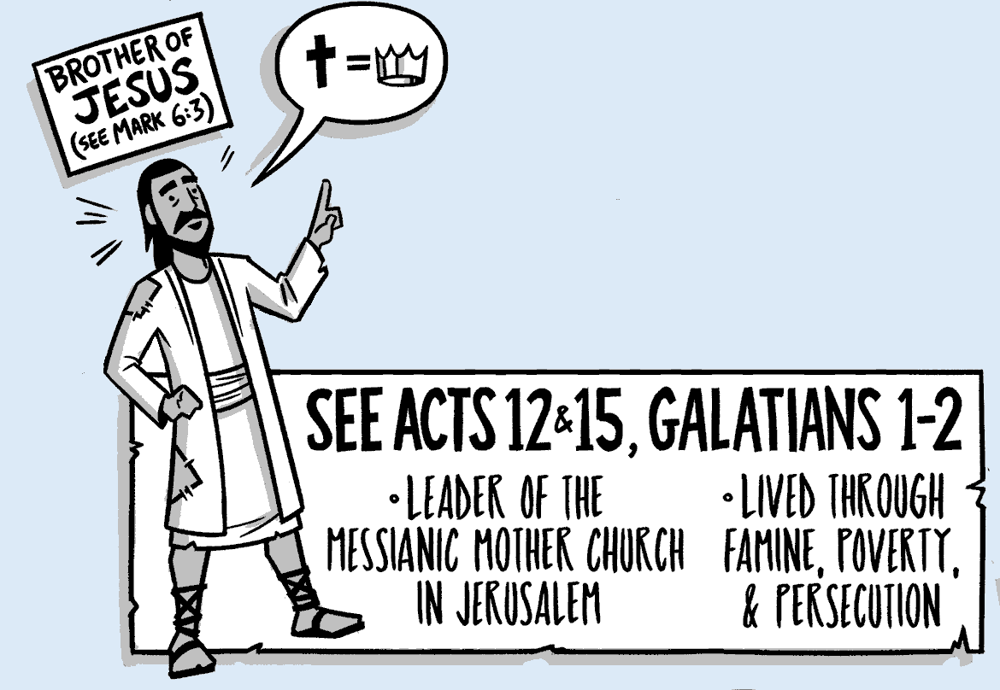 BROTHER OF
JESUS
(SEE MARK 6:3)
=
SEE ACTS 12 & 15, GALATIANS 1-2
• LEADER OF THE
MESSIANIC MOTHER CHURCH
IN JERUSALEM
• LIVED THROUGH
FAMINE, POVERTY,
& PERSECUTION